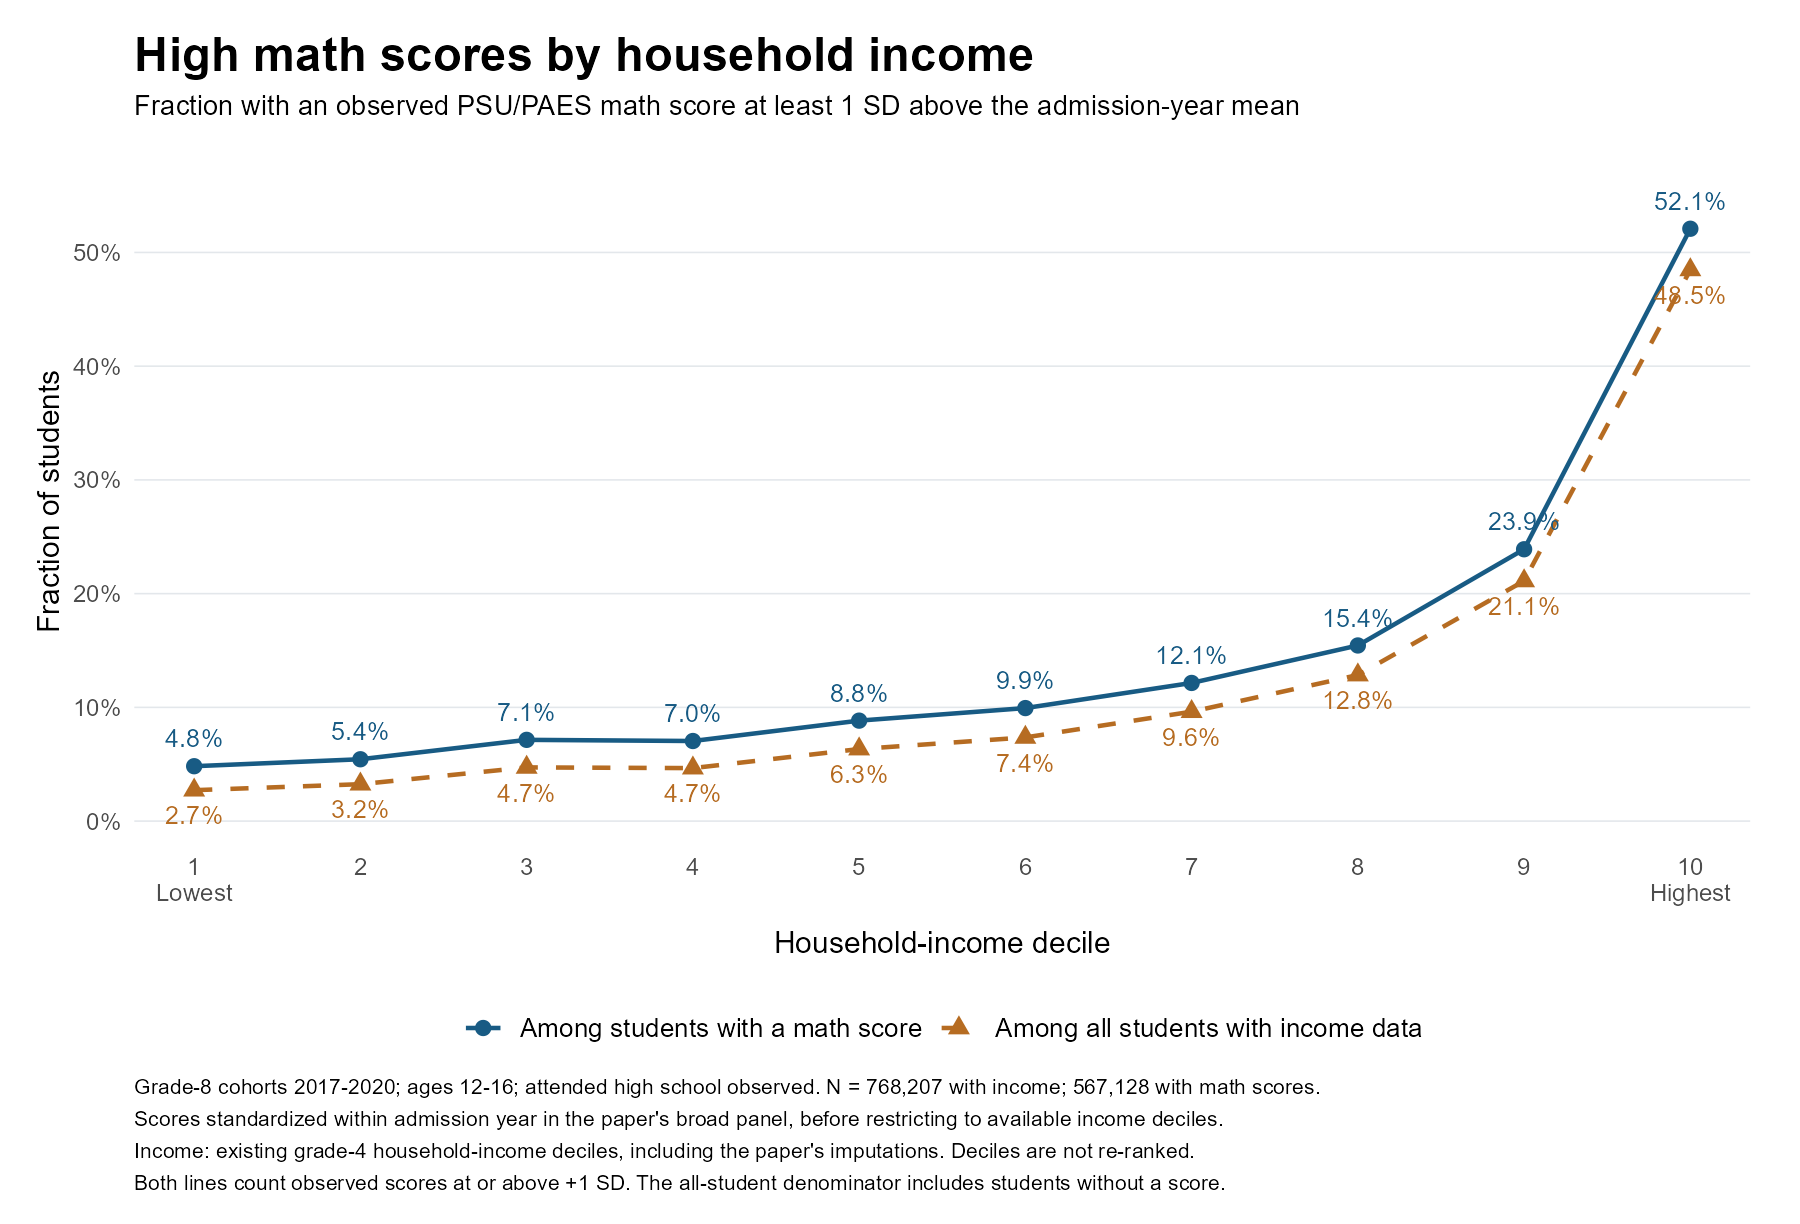 High math scores by household income
Fraction with an observed PSU/PAES math score at least 1 SD above the admission-year mean
Fraction of students
50%
40%
30%
20%
10%
0%
4.8%
5.4%
7.1%
7.0%
8.8%
9.9%
12.1%
15.4%
23.9%
52.1%
2.7%
3.2%
4.7%
4.7%
6.3%
7.4%
9.6%
12.8%
21.1%
48.5%
1 2 3 4 5 6 7 8 9 10
Lowest Highest
Household-income decile
Among students with a math score Among all students with income data
Grade-8 cohorts 2017-2020; ages 12-16; attended high school observed. N = 768,207 with income; 567,128 with math scores.
Scores standardized within admission year in the paper's broad panel, before restricting to available income deciles.
Income: existing grade-4 household-income deciles, including the paper's imputations. Deciles are not re-ranked.
Both lines count observed scores at or above +1 SD. The all-student denominator includes students without a score.